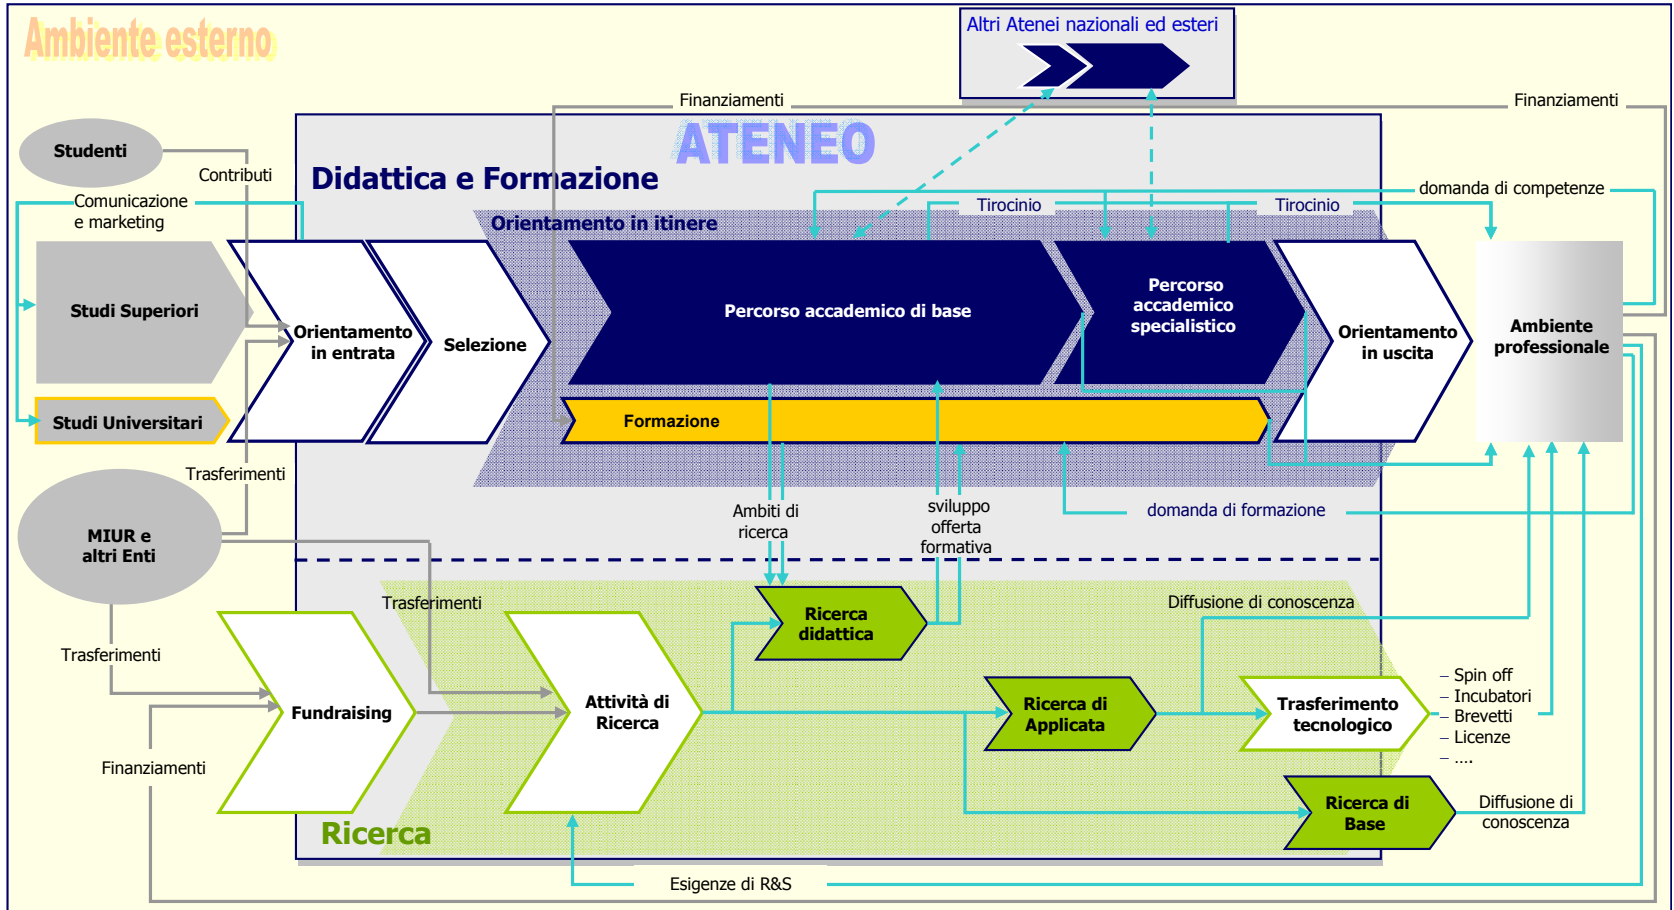 Ambiente esterno
Altri Atenei nazionali ed esteri
Finanziamenti
Finanziamenti
ATENEO
Studenti
Contributi
Didattica e Formazione
Comunicazione
e marketing
domanda di competenze
Tirocinio
Tirocinio
Orientamento in itinere
Studi Superiori
Orientamento
in entrata
Selezione
Percorso accademico di base
Percorso
accademico
specialistico
Orientamento
in uscita
Ambiente
professionale
Studi Universitari
Formazione
Trasferimenti
MIUR e
altri Enti
Ambiti di
ricerca
sviluppo
offerta
formativa
domanda di formazione
Trasferimenti
Ricerca
didattica
Diffusione di conoscenza
Trasferimenti
Fundraising
Attività di
Ricerca
Ricerca di
Applicata
Trasferimento
tecnologico
– Spin off
– Incubatori
– Brevetti
– Licenze
– ....
Finanziamenti
Ricerca di
Base
Diffusione di
conoscenza
Ricerca
Esigenze di R&S